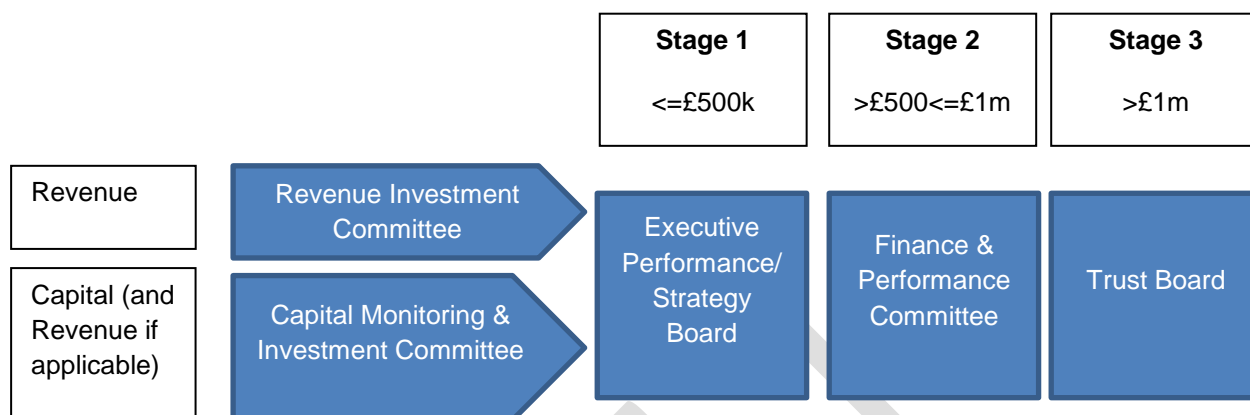 Stage 1
<=£500k
Stage 2
>£500<=£1m
Stage 3
>£1m
Revenue
Revenue Investment
Committee
Capital (and
Revenue if
applicable)
Capital Monitoring &
Investment Committee
Executive
Performance/
Strategy
Board
Finance &
Performance
Committee
Trust Board